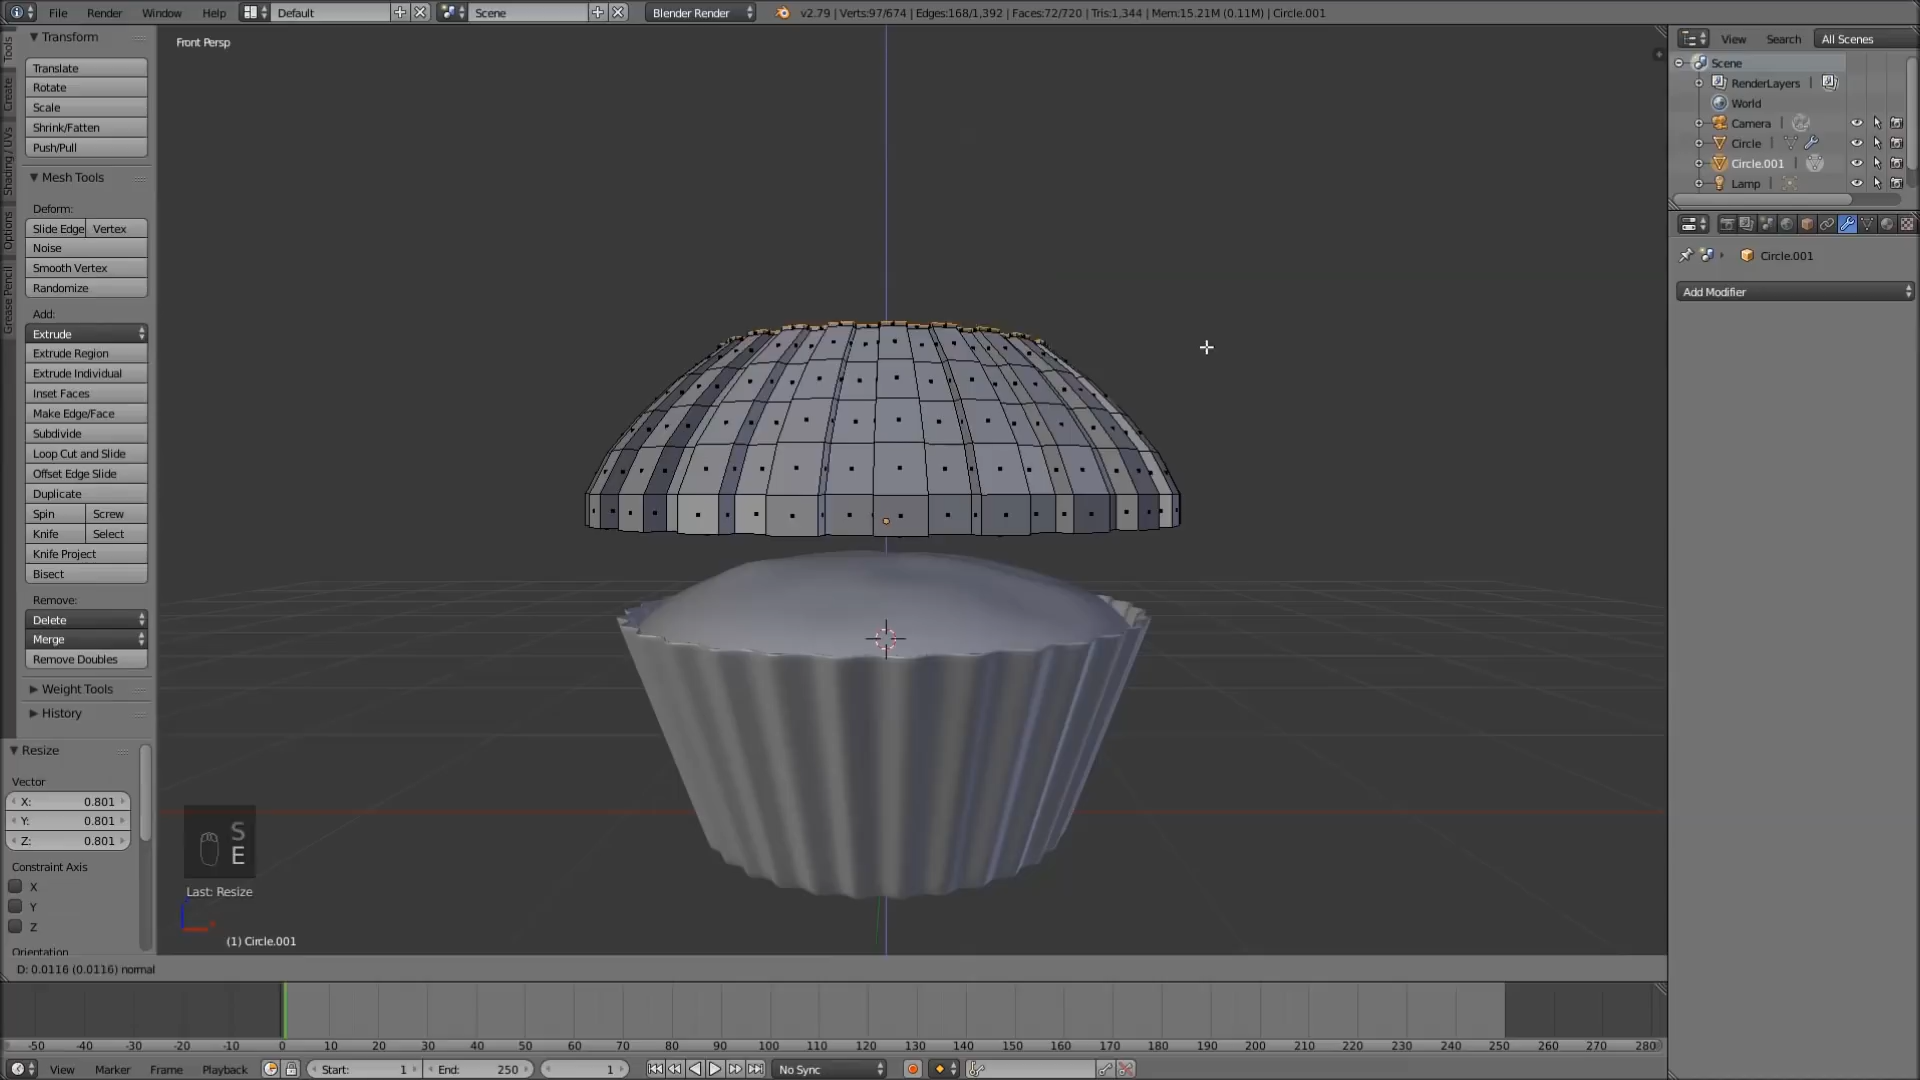 File Render Window Help Default Scene Blender Render v2.79 | Verts:97/674 | Edges:168/1,392 | Faces:72/720 | Tris:1,344 | Mem:15.21M (0.11M) | Circle.001
Front Persp
Tools
Create
Shading / UVs
Options
Grease Pencil
Transform
Translate
Rotate
Scale
Shrink/Fatten
Push/Pull
Mesh Tools
Deform:
Slide Edge Vertex
Noise
Smooth Vertex
Randomize
Add:
Extrude
Extrude Region
Extrude Individual
Inset Faces
Make Edge/Face
Subdivide
Loop Cut and Slide
Offset Edge Slide
Duplicate
Spin Screw
Knife Select
Knife Project
Bisect
Remove:
Delete
Merge
Remove Doubles
Weight Tools
History
Resize
Vector
X: 0.801
Y: 0.801
Z: 0.801
Constraint Axis
X
Y
Z
Orientation
S
E
Last: Resize
(1) Circle.001
D: 0.0116 (0.0116) normal
View Search All Scenes
Scene
RenderLayers |
World
Camera |
Circle |
Circle.001 |
Lamp |
Circle.001
Add Modifier
-50 -40 -30 -20 -10 0 10 20 30 40 50 60 70 80 90 100 110 120 130 140 150 160 170 180 190 200 210 220 230 240 250 260 270 280
View Marker Frame Playback Start: 1 End: 250 1 No Sync